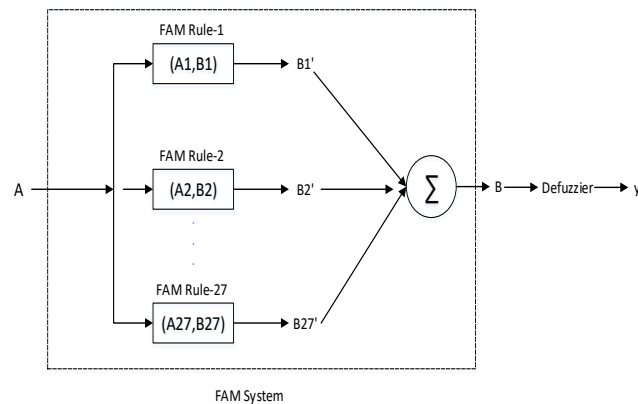 FAM Rule-1
(A1,B1)
B1'
FAM Rule-2
A
(A2,B2)
B2'
∑
B
Defuzzier
y
.
.
.
FAM Rule-27
(A27,B27)
B27'
FAM System